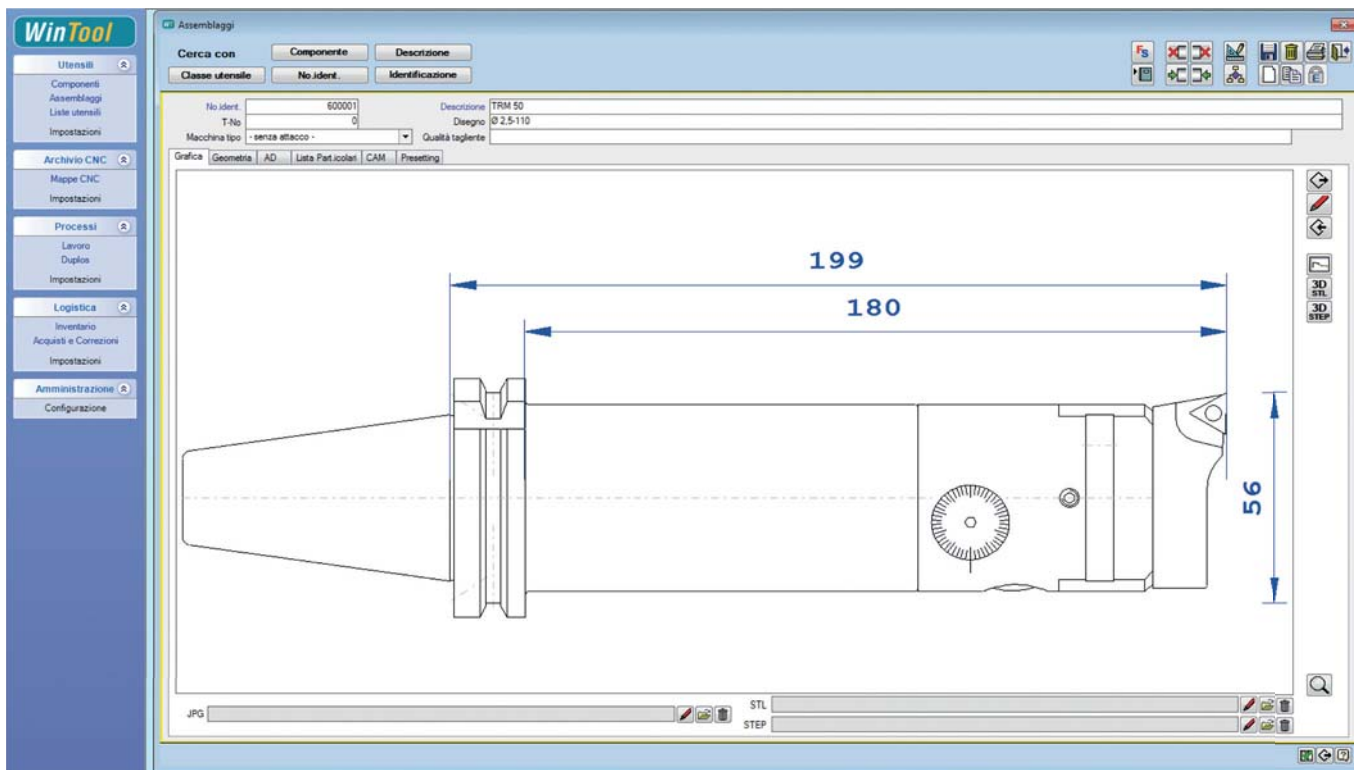 WinTool
Utensili
Componenti
Assemblaggi
Liste utensili
Impostazioni
Archivio CNC
Mappe CNC
Impostazioni
Processi
Lavoro
Duplos
Impostazioni
Logistica
Inventario
Acquisti e Correzioni
Impostazioni
Amministrazione
Configurazione
Assemblaggi
Cerca con Componente Descrizione
Classe utensile No.ident. Identificazione
FS
No.ident. 600001 Descrizione TRM 50
T-No 0 Disegno Ø 2,5-110
Macchina tipo - senza attacco - Qualità tagliente
Grafica Geometria AD Lista Part.icolari CAM Presetting
199
180
56
3D STL
3D STEP
JPG
STL
STEP